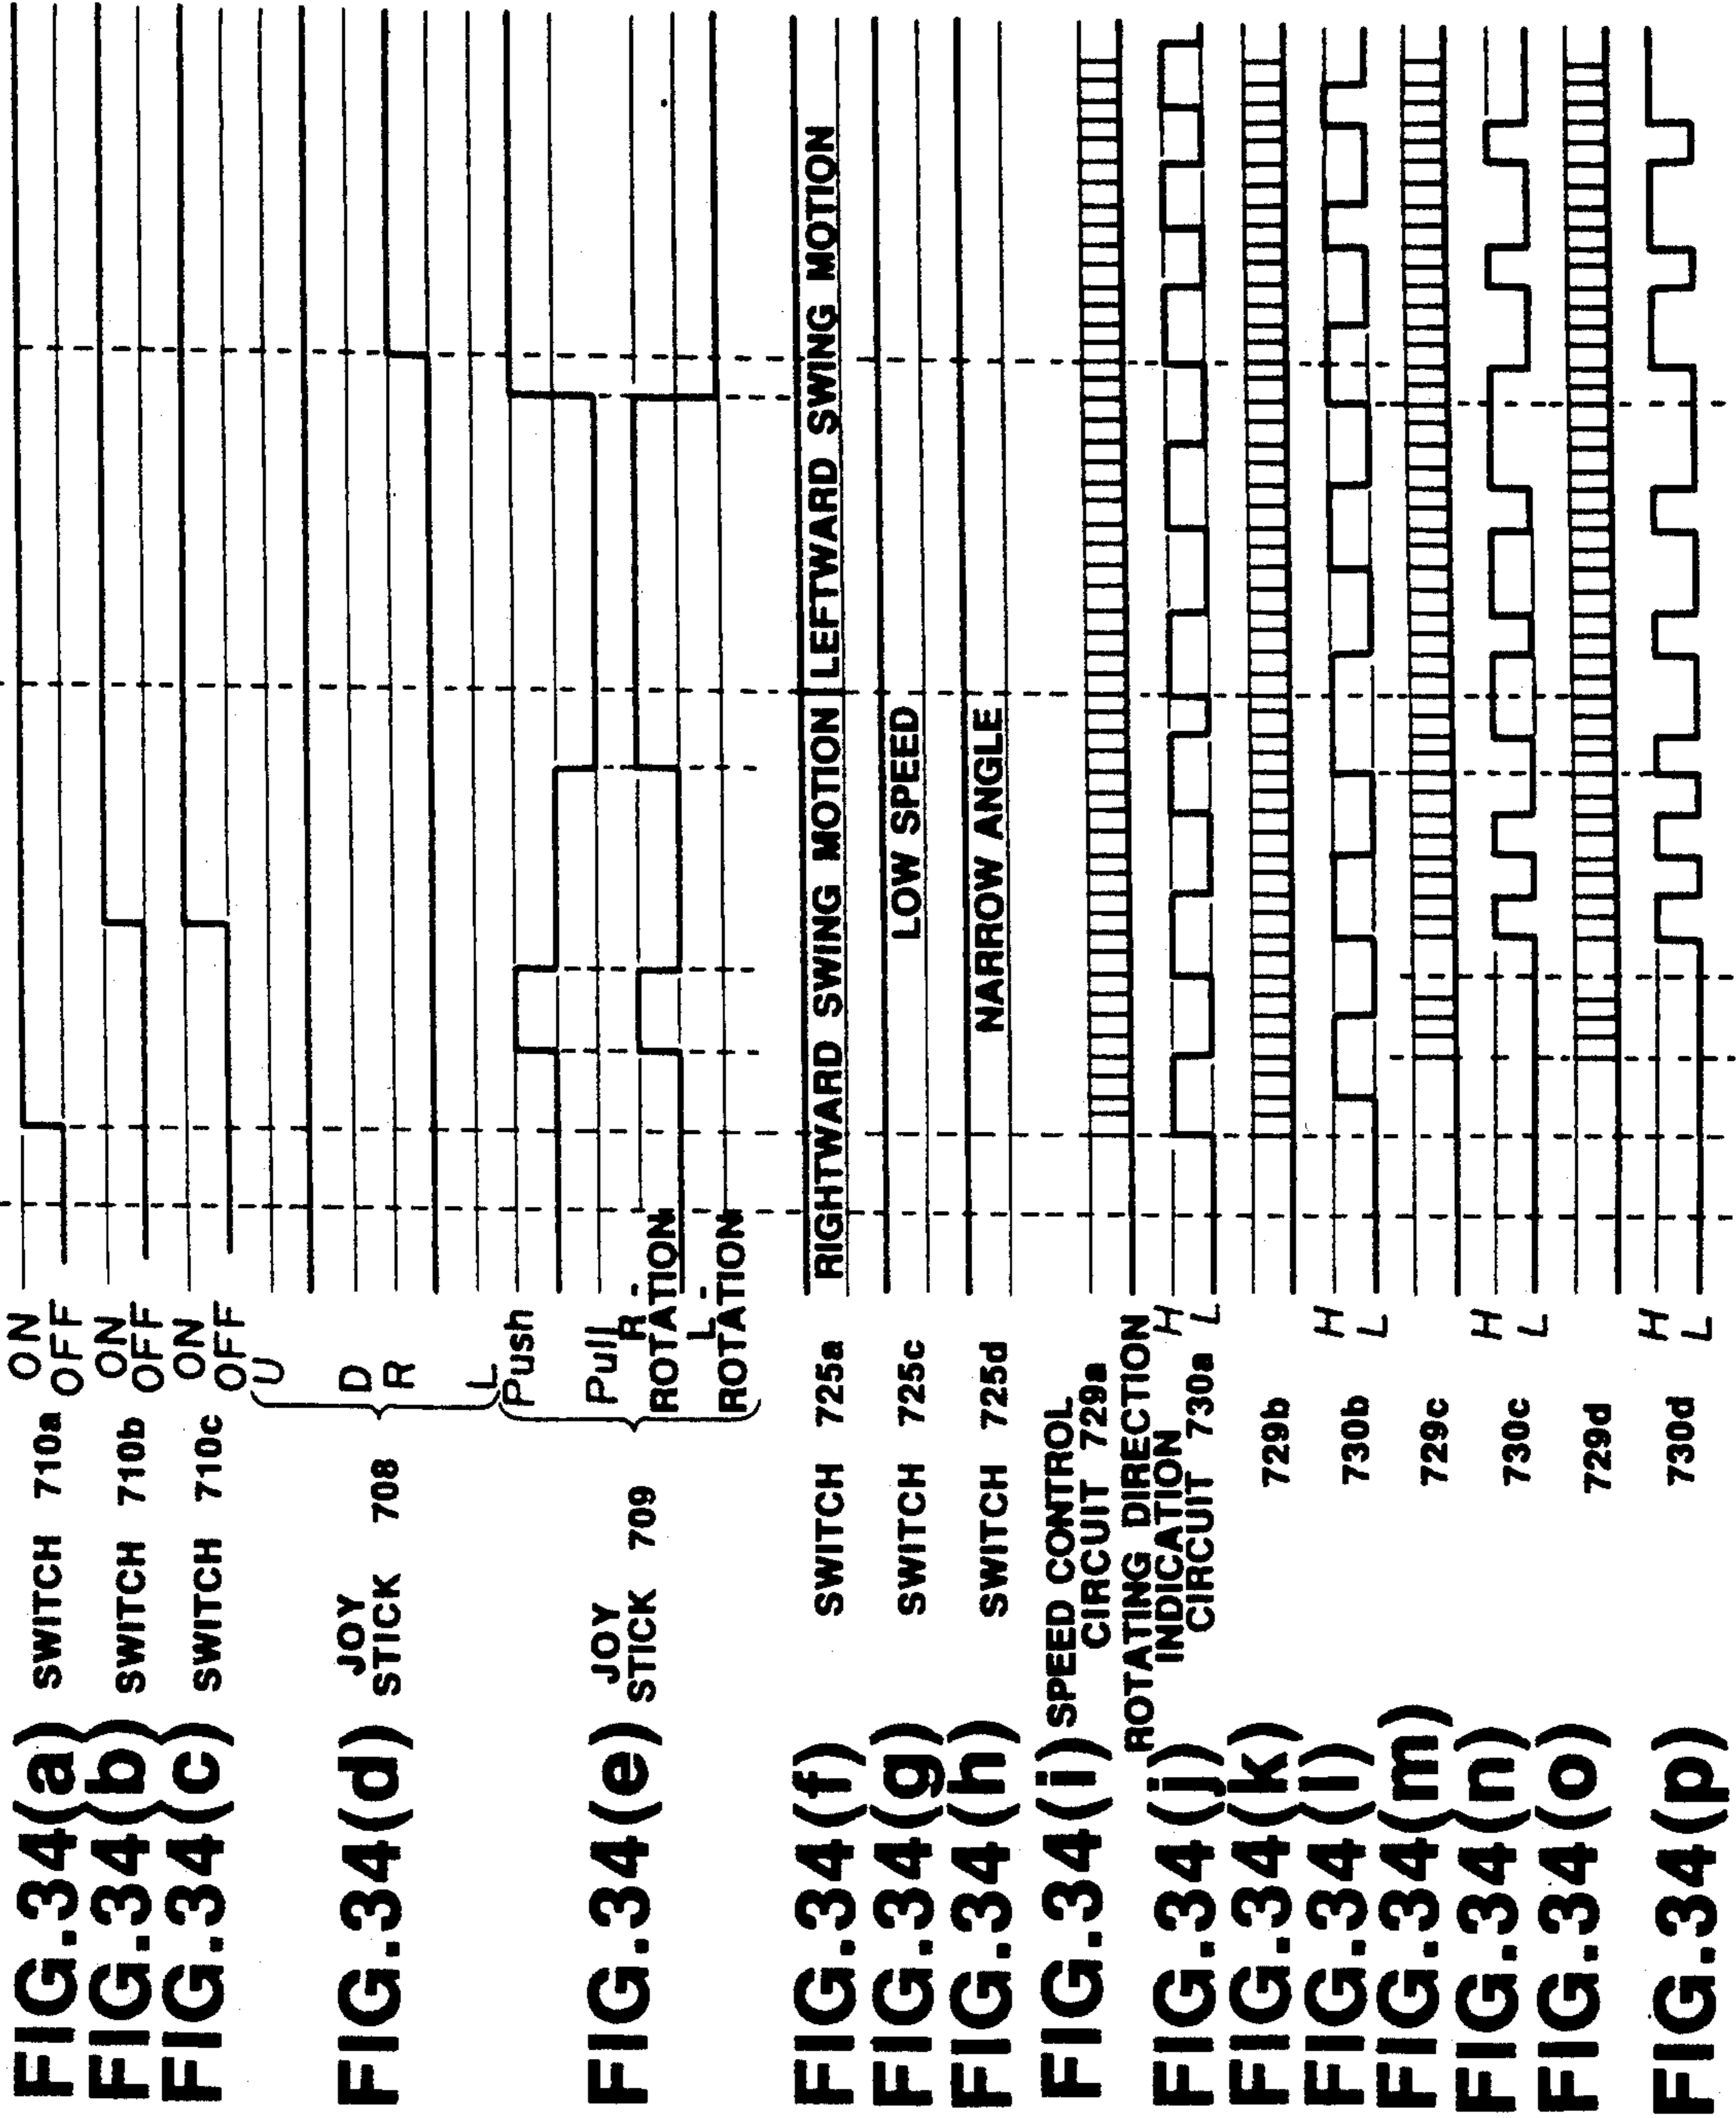 FIG.34(a) SWITCH 710a ON
OFF
FIG.34(b) SWITCH 710b ON
OFF
FIG.34(c) SWITCH 710c ON
OFF
FIG.34(d) JOY
STICK 708
U
D
R
L
FIG.34(e) JOY
STICK 709
Push
Pull
R
ROTATION
L
ROTATION
FIG.34(f) SWITCH 725a RIGHTWARD SWING MOTION LEFTWARD SWING MOTION
FIG.34(g) SWITCH 725c LOW SPEED
FIG.34(h) SWITCH 725d NARROW ANGLE
FIG.34(i) SPEED CONTROL
CIRCUIT 729a
FIG.34(j) ROTATING DIRECTION
INDICATION
CIRCUIT 730a
H
L
FIG.34(k) 729b
FIG.34(l) 730b H
L
FIG.34(m) 729c
FIG.34(n) 730c H
L
FIG.34(o) 729d
FIG.34(p) 730d H
L